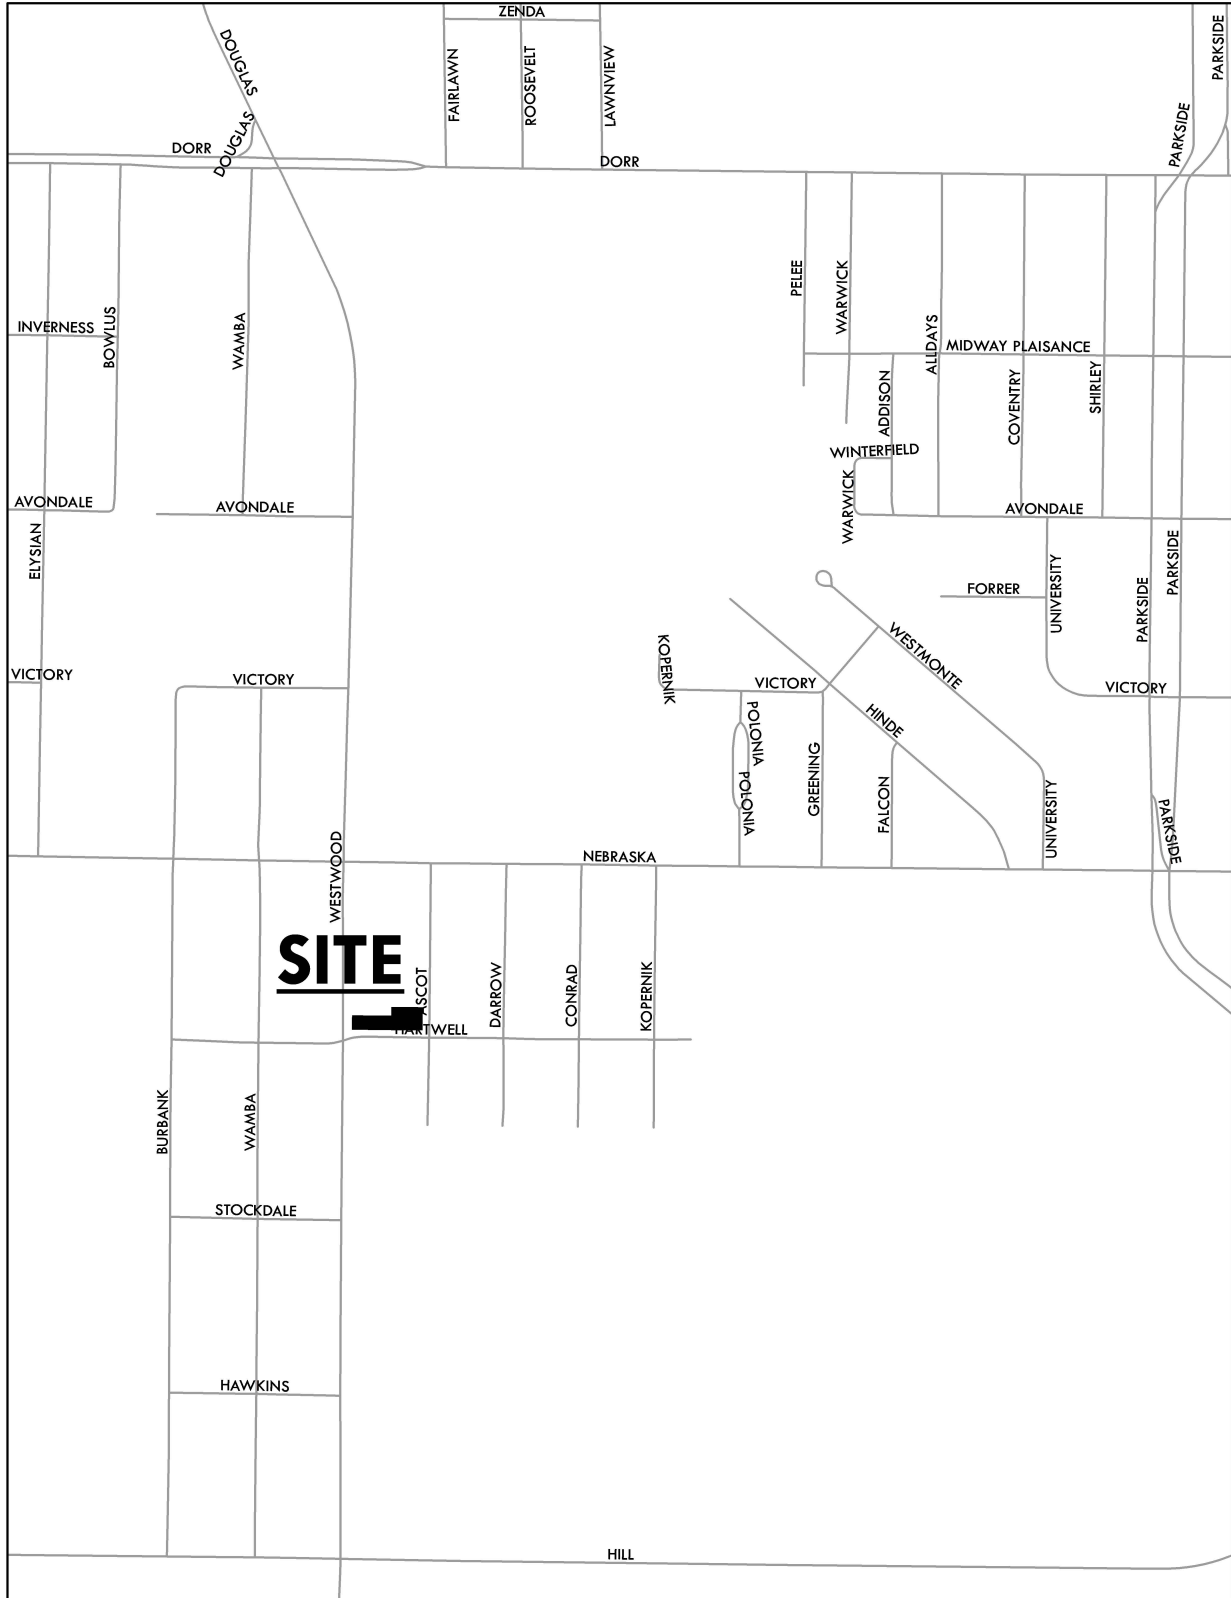 ZENDA
DOUGLAS
FAIRLAWN
ROOSEVELT
LAWNVIEW
PARKSIDE
DOUGLAS
PARKSIDE
DORR
DORR
PELEE
WARWICK
INVERNESS
BOWLUS
WAMBA
ALLDAYS
MIDWAY PLAISANCE
ADDISON
COVENTRY
SHIRLEY
WINTERFIELD
WARWICK
AVONDALE
AVONDALE
AVONDALE
ELYSIAN
UNIVERSITY
PARKSIDE
PARKSIDE
FORRER
KOPERNIK
WESTMONTE
VICTORY
VICTORY
VICTORY
VICTORY
HINDE
POLONIA
POLONIA
GREENING
FALCON
UNIVERSITY
PARKSIDE
WESTWOOD
NEBRASKA
SITE
ASCOT
DARROW
CONRAD
KOPERNIK
HARTWELL
BURBANK
WAMBA
STOCKDALE
HAWKINS
HILL